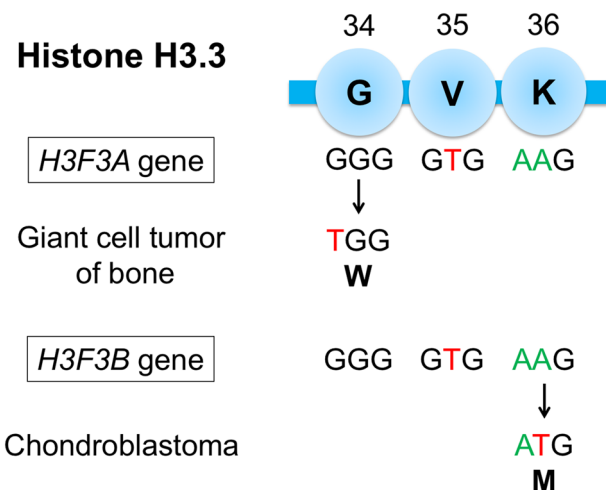 34 35 36
Histone H3.3
G V K
H3F3A gene GGG GTG AAG
Giant cell tumor TGG
of bone W
H3F3B gene GGG GTG AAG
Chondroblastoma ATG
M